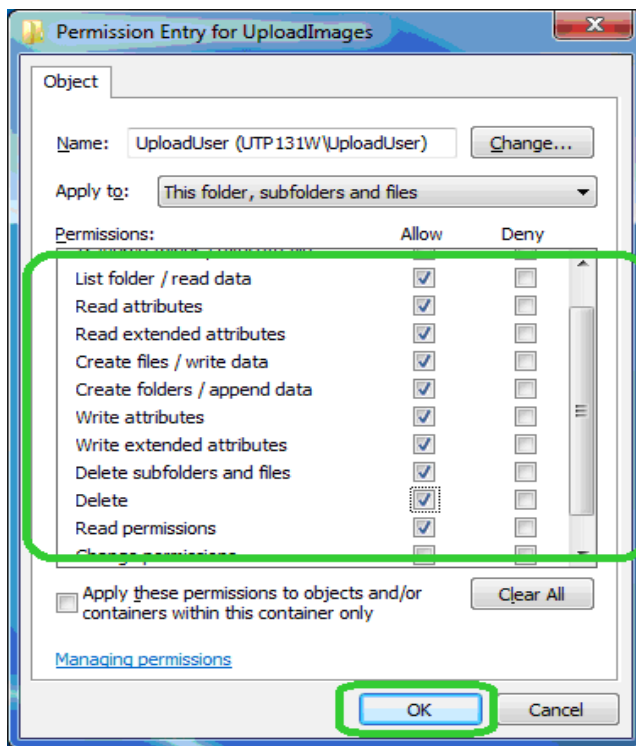 Permission Entry for UploadImages
Object
Name: UploadUser (UTP131W\UploadUser) Change...
Apply to: This folder, subfolders and files
Permissions: Allow Deny
List folder / read data
Read attributes
Read extended attributes
Create files / write data
Create folders / append data
Write attributes
Write extended attributes
Delete subfolders and files
Delete
Read permissions
Change permissions
Apply these permissions to objects and/or
containers within this container only
Clear All
Managing permissions
OK Cancel